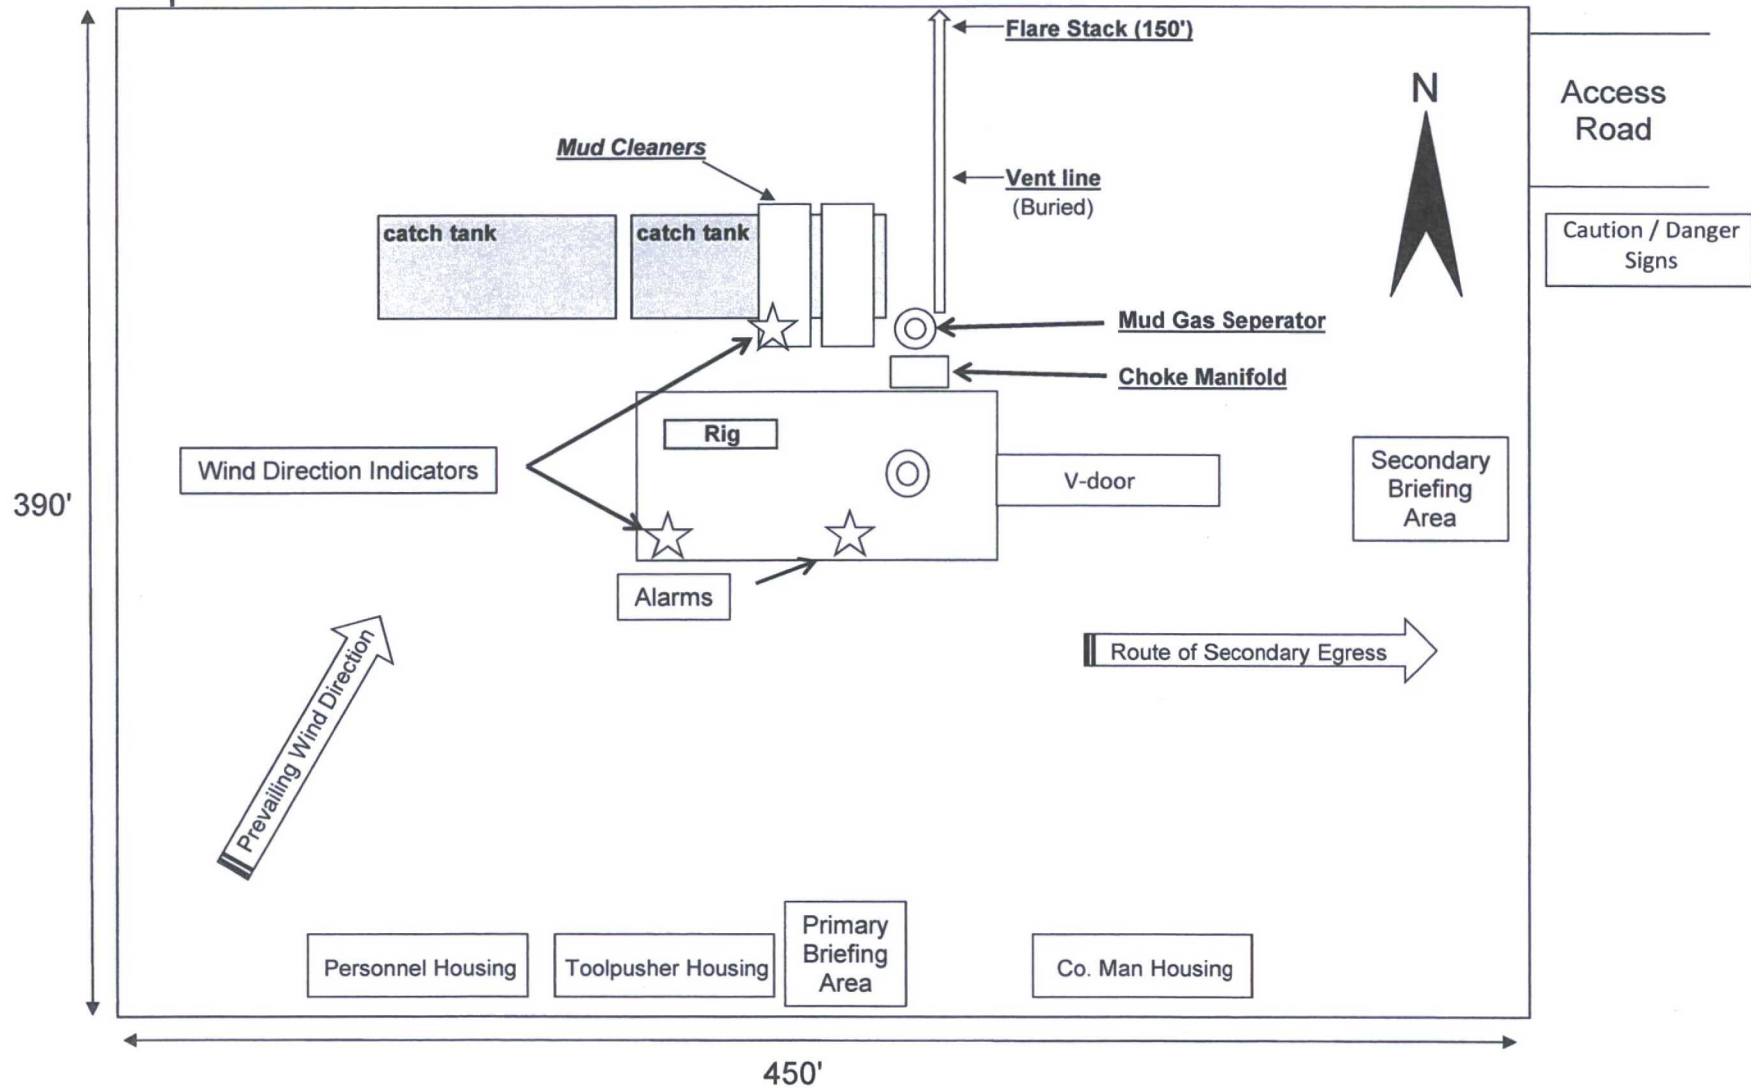 Flare Stack (150')
N
Access
Road
Mud Cleaners
Vent line
(Buried)
catch tank
catch tank
Caution / Danger
Signs
Mud Gas Seperator
Choke Manifold
Rig
Wind Direction Indicators
V-door
Secondary
Briefing
Area
390'
Alarms
Prevailing Wind Direction
Route of Secondary Egress
Personnel Housing
Toolpusher Housing
Primary
Briefing
Area
Co. Man Housing
450'